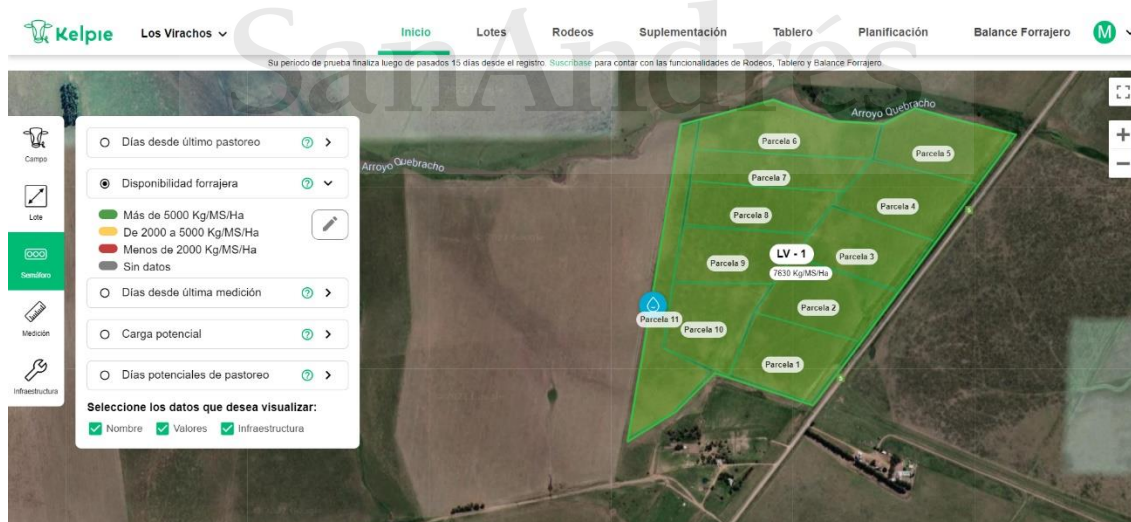 Kelpie
Los Virachos
Inicio
Lotes
Rodeos
Suplementación
Tablero
Planificación
Balance Forrajero
M
SanAndrés
Su periodo de prueba finaliza luego de pasados 15 días desde el registro. Suscribase para contar con las funcionalidades de Rodeos, Tablero y Balance Forrajero.
Campo
Lote
Semáforo
Medición
Infraestructura
Días desde último pastoreo
Disponibilidad forrajera
Más de 5000 Kg/MS/Ha
De 2000 a 5000 Kg/MS/Ha
Menos de 2000 Kg/MS/Ha
Sin datos
Días desde última medición
Carga potencial
Días potenciales de pastoreo
Seleccione los datos que desea visualizar:
Nombre
Valores
Infraestructura
Arroyo Quebracho
Arroyo Quebracho
Parcela 6
Parcela 5
Parcela 7
Parcela 4
Parcela 8
LV - 1
7630 Kg/MS/Ha
Parcela 3
Parcela 9
Parcela 2
Parcela 11
Parcela 10
Parcela 1